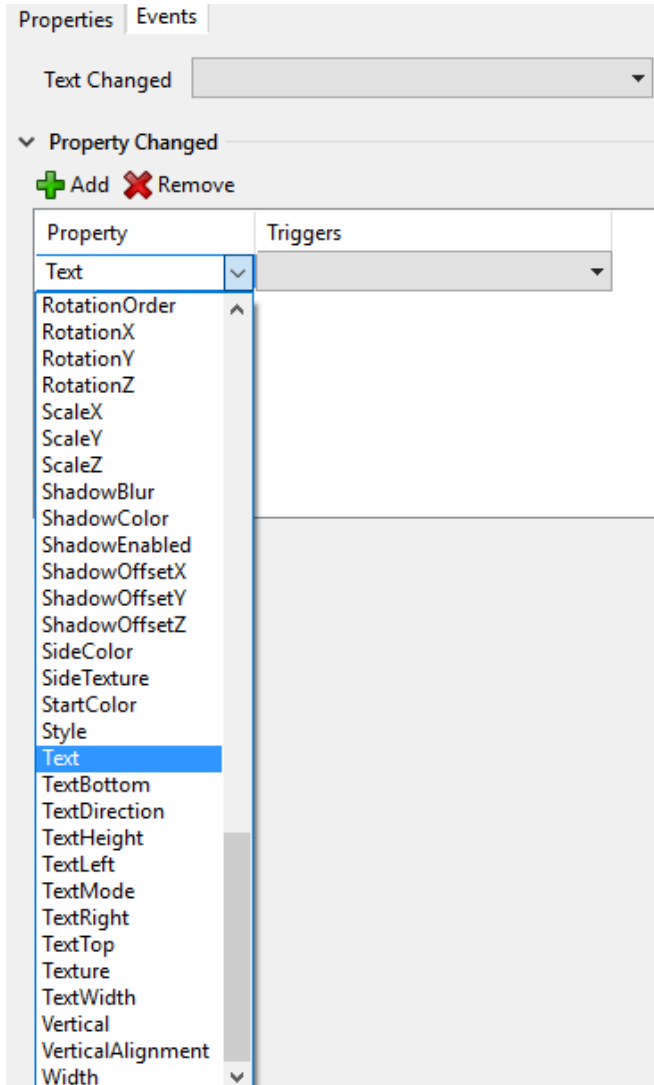 Properties Events
Text Changed
Property Changed
Add Remove
Property Triggers
Text
RotationOrder
RotationX
RotationY
RotationZ
ScaleX
ScaleY
ScaleZ
ShadowBlur
ShadowColor
ShadowEnabled
ShadowOffsetX
ShadowOffsetY
ShadowOffsetZ
SideColor
SideTexture
StartColor
Style
Text
TextBottom
TextDirection
TextHeight
TextLeft
TextMode
TextRight
TextTop
Texture
TextWidth
Vertical
VerticalAlignment
Width